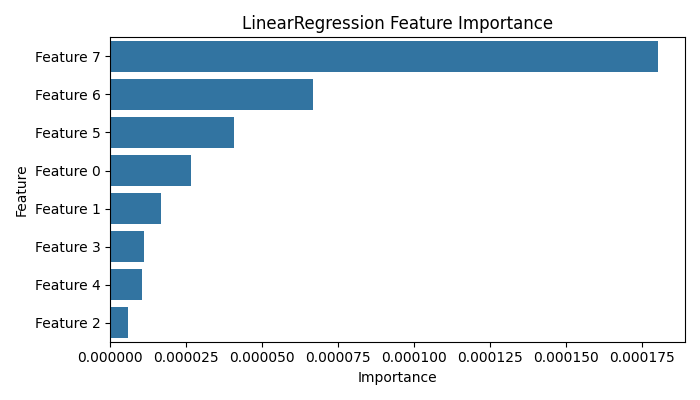 LinearRegression Feature Importance
Feature 7
Feature 6
Feature 5
Feature 0
Feature 1
Feature 3
Feature 4
Feature 2
Feature
0.000000 0.000025 0.000050 0.000075 0.000100 0.000125 0.000150 0.000175
Importance